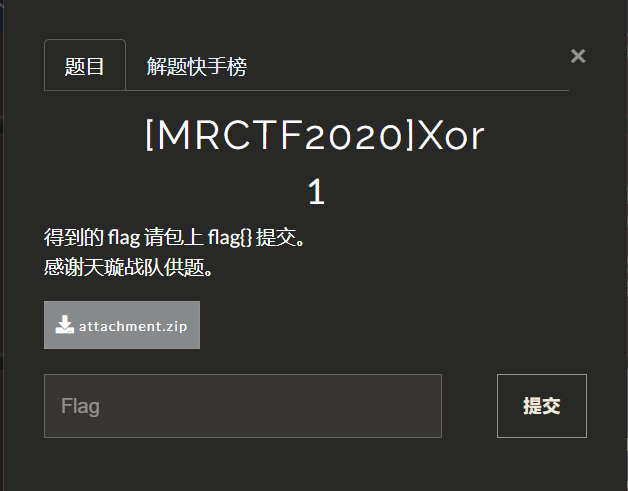 题目 解题快手榜 ×
[MRCTF2020]Xor
1
得到的 flag 请包上 flag{} 提交。
感谢天璇战队供题。
attachment.zip
Flag 提交